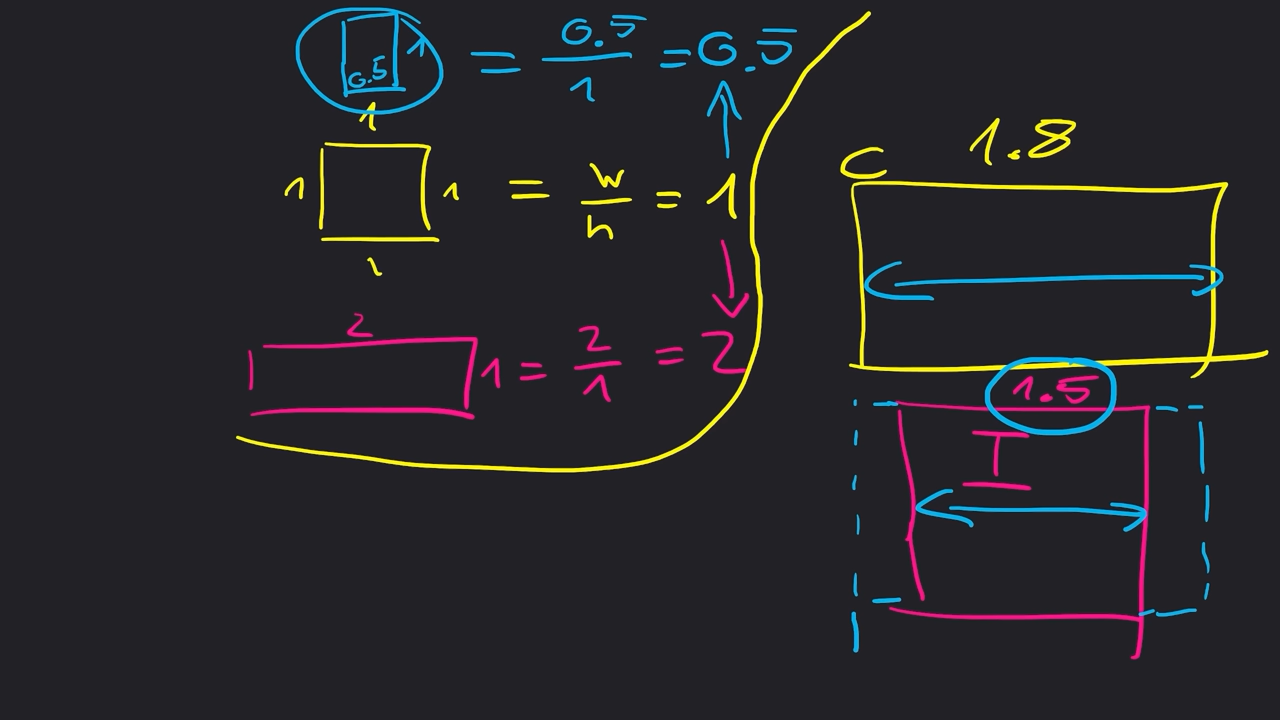 0.5 1 = 0.5/1 = 0.5
1
1 1 = w/h = 1
1
2
1 = 2/1 = 2
C 1.8
1.5
I